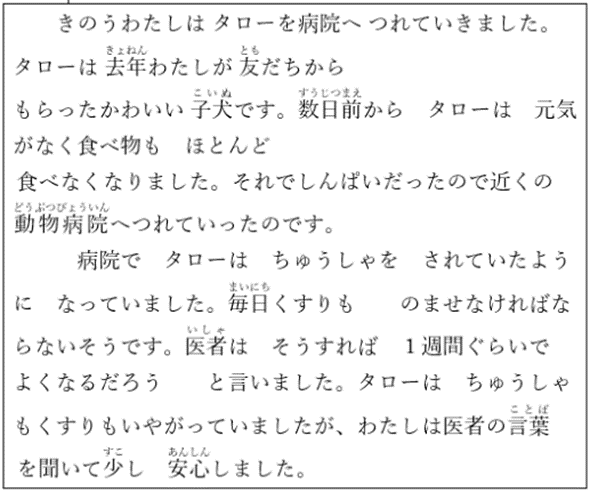 きのうわたしは タローを病院へ つれていきました。
タローは 去年わたしが 友だちから
もらったかわいい 子犬です。数日前から　タローは　元気
がなく食べ物も　ほとんど
食べなくなりました。それでしんぱいだったので近くの
動物病院へつれていったのです。
病院で　タローは　ちゅうしゃを　されていたよう
に　なっていました。毎日くすりも　　のませなければな
らないそうです。医者は　そうすれば　１週間ぐらいで
よくなるだろう　　と言いました。タローは　ちゅうしゃ
もくすりもいやがっていましたが、わたしは医者の言葉
を聞いて少し　安心しました。